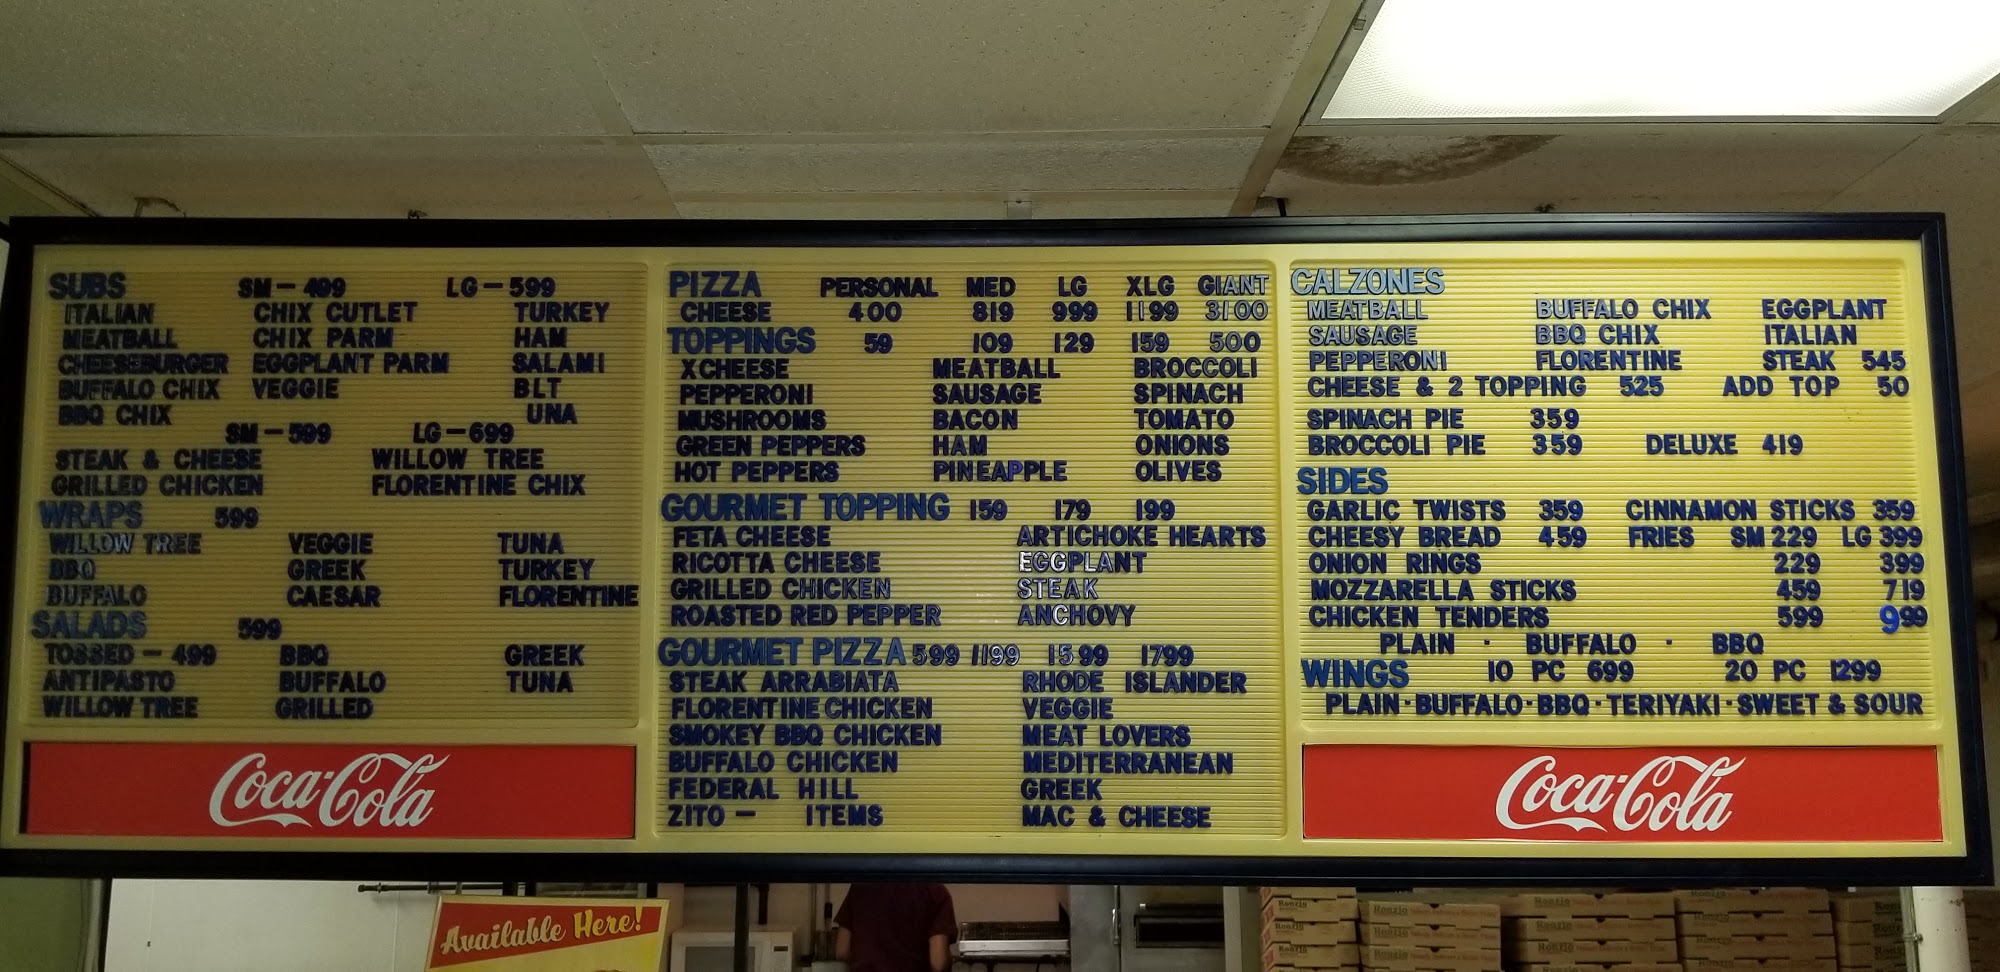 SUBS SM-499 LG-599
ITALIAN CHIX CUTLET TURKEY
MEATBALL CHIX PARM HAM
CHEESEBURGER EGGPLANT PARM SALAMI
BUFFALO CHIX VEGGIE BLT
BBQ CHIX UNA
SM-599 LG-699
STEAK & CHEESE WILLOW TREE
GRILLED CHICKEN FLORENTINE CHIX
WRAPS 599
WILLOW TREE VEGGIE TUNA
BBQ GREEK TURKEY
BUFFALO CAESAR FLORENTINE
SALADS 599
TOSSED-499 BBQ GREEK
ANTIPASTO BUFFALO TUNA
WILLOW TREE GRILLED
Coca-Cola
PIZZA PERSONAL MED LG XLG GIANT
CHEESE 400 819 999 1199 3100
TOPPINGS 59 109 129 159 500
XCHEESE MEATBALL BROCCOLI
PEPPERONI SAUSAGE SPINACH
MUSHROOMS BACON TOMATO
GREEN PEPPERS HAM ONIONS
HOT PEPPERS PINEAPPLE OLIVES
GOURMET TOPPING 159 179 199
FETA CHEESE ARTICHOKE HEARTS
RICOTTA CHEESE EGGPLANT
GRILLED CHICKEN STEAK
ROASTED RED PEPPER ANCHOVY
GOURMET PIZZA 599 1199 1599 1799
STEAK ARRABIATA RHODE ISLANDER
FLORENTINE CHICKEN VEGGIE
SMOKEY BBQ CHICKEN MEAT LOVERS
BUFFALO CHICKEN MEDITERRANEAN
FEDERAL HILL GREEK
ZITO - ITEMS MAC & CHEESE
CALZONES
MEATBALL BUFFALO CHIX EGGPLANT
SAUSAGE BBQ CHIX ITALIAN
PEPPERONI FLORENTINE STEAK 545
CHEESE & 2 TOPPING 525 ADD TOP 50
SPINACH PIE 359
BROCCOLI PIE 359 DELUXE 419
SIDES
GARLIC TWISTS 359 CINNAMON STICKS 359
CHEESY BREAD 459 FRIES SM 229 LG 399
ONION RINGS 229 399
MOZZARELLA STICKS 459 719
CHICKEN TENDERS 599 999
PLAIN · BUFFALO · BBQ
WINGS 10 PC 699 20 PC 1299
PLAIN·BUFFALO·BBQ·TERIYAKI·SWEET & SOUR
Coca-Cola
Available Here!
Ronzio
Ronzio
Ronzio
Ronzio